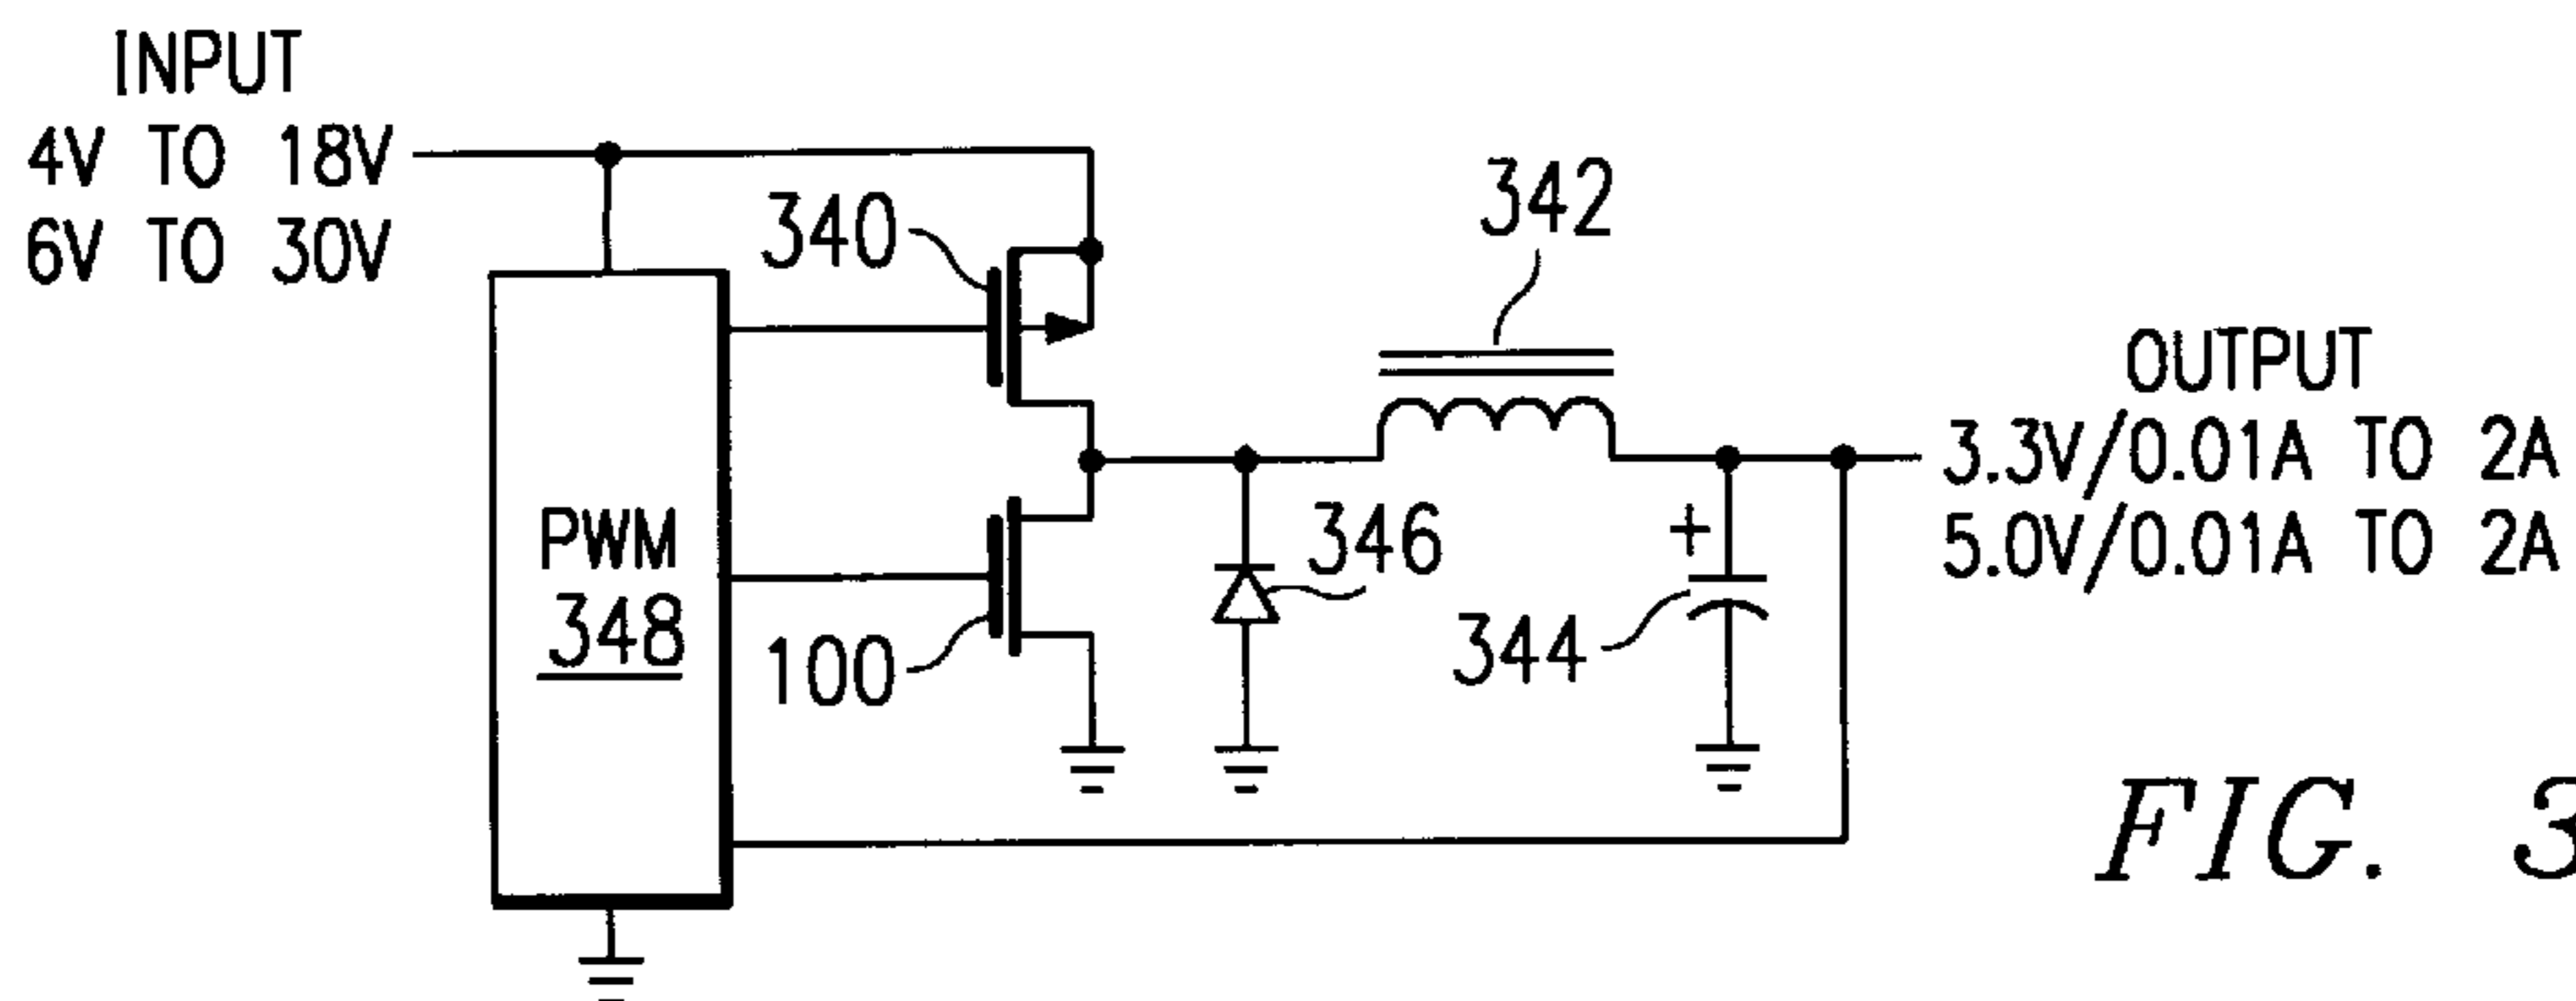 INPUT
4V TO 18V
6V TO 30V
340
342
OUTPUT
3.3V/0.01A TO 2A
5.0V/0.01A TO 2A
PWM
348
346
+
344
100
FIG. 3